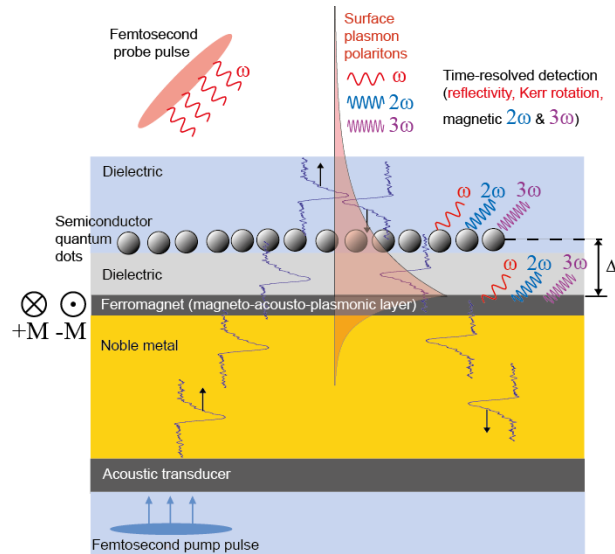 Femtosecond
probe pulse
ω
Surface
plasmon
polaritons
ω
2ω
3ω
Time-resolved detection
(reflectivity, Kerr rotation,
magnetic 2ω & 3ω)
Dielectric
Semiconductor
quantum
dots
ω 2ω 3ω
Δ
Dielectric
ω 2ω 3ω
Ferromagnet (magneto-acousto-plasmonic layer)
+M -M
Noble metal
Acoustic transducer
Femtosecond pump pulse